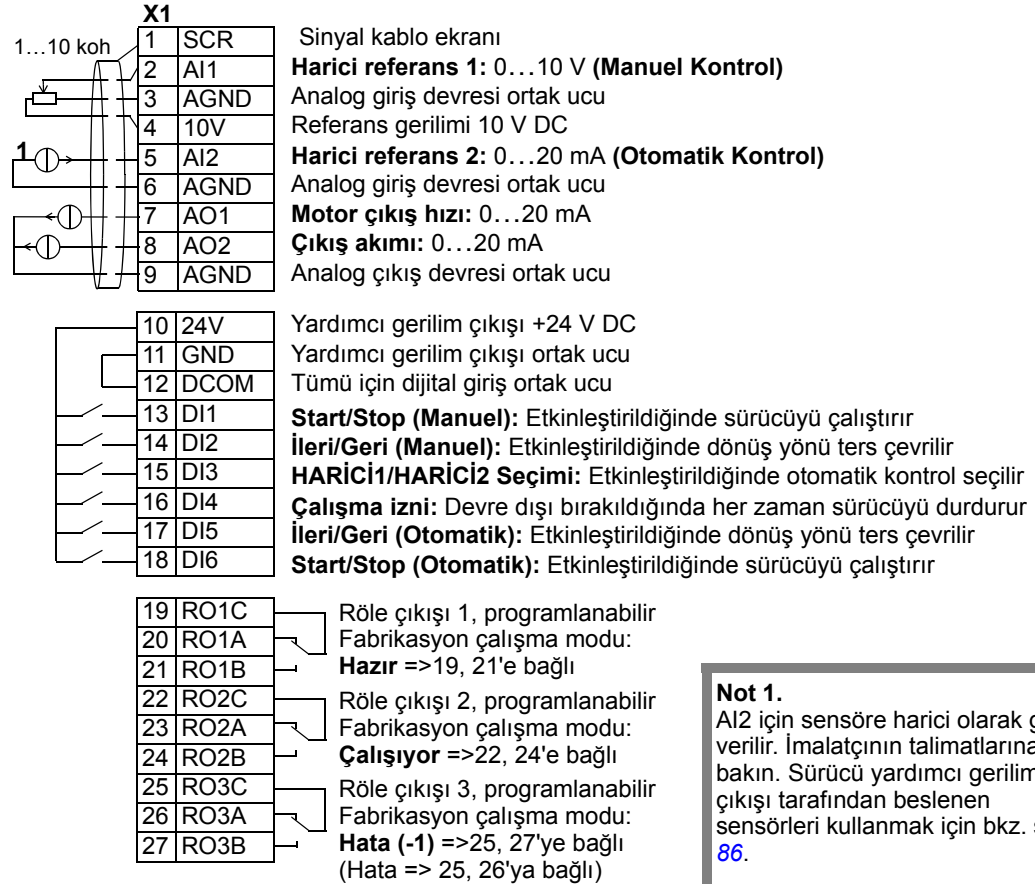 X1
1…10 koh
1 SCR Sinyal kablo ekranı
2 AI1 Harici referans 1: 0…10 V (Manuel Kontrol)
3 AGND Analog giriş devresi ortak ucu
4 10V Referans gerilimi 10 V DC
1 5 AI2 Harici referans 2: 0…20 mA (Otomatik Kontrol)
6 AGND Analog giriş devresi ortak ucu
7 AO1 Motor çıkış hızı: 0…20 mA
8 AO2 Çıkış akımı: 0…20 mA
9 AGND Analog çıkış devresi ortak ucu
10 24V Yardımcı gerilim çıkışı +24 V DC
11 GND Yardımcı gerilim çıkışı ortak ucu
12 DCOM Tümü için dijital giriş ortak ucu
13 DI1 Start/Stop (Manuel): Etkinleştirildiğinde sürücüyü çalıştırır
14 DI2 İleri/Geri (Manuel): Etkinleştirildiğinde dönüş yönü ters çevrilir
15 DI3 HARİCİ1/HARİCİ2 Seçimi: Etkinleştirildiğinde otomatik kontrol seçilir
16 DI4 Çalışma izni: Devre dışı bırakıldığında her zaman sürücüyü durdurur
17 DI5 İleri/Geri (Otomatik): Etkinleştirildiğinde dönüş yönü ters çevrilir
18 DI6 Start/Stop (Otomatik): Etkinleştirildiğinde sürücüyü çalıştırır
19 RO1C Röle çıkışı 1, programlanabilir
20 RO1A Fabrikasyon çalışma modu:
21 RO1B Hazır =>19, 21'e bağlı
22 RO2C Röle çıkışı 2, programlanabilir
23 RO2A Fabrikasyon çalışma modu:
24 RO2B Çalışıyor =>22, 24'e bağlı
25 RO3C Röle çıkışı 3, programlanabilir
26 RO3A Fabrikasyon çalışma modu:
27 RO3B Hata (-1) =>25, 27'ye bağlı
(Hata => 25, 26'ya bağlı)
Not 1.
AI2 için sensöre harici olarak
verilir. İmalatçının talimatlarına
bakın. Sürücü yardımcı gerilim
çıkışı tarafından beslenen
sensörleri kullanmak için bkz.
86.